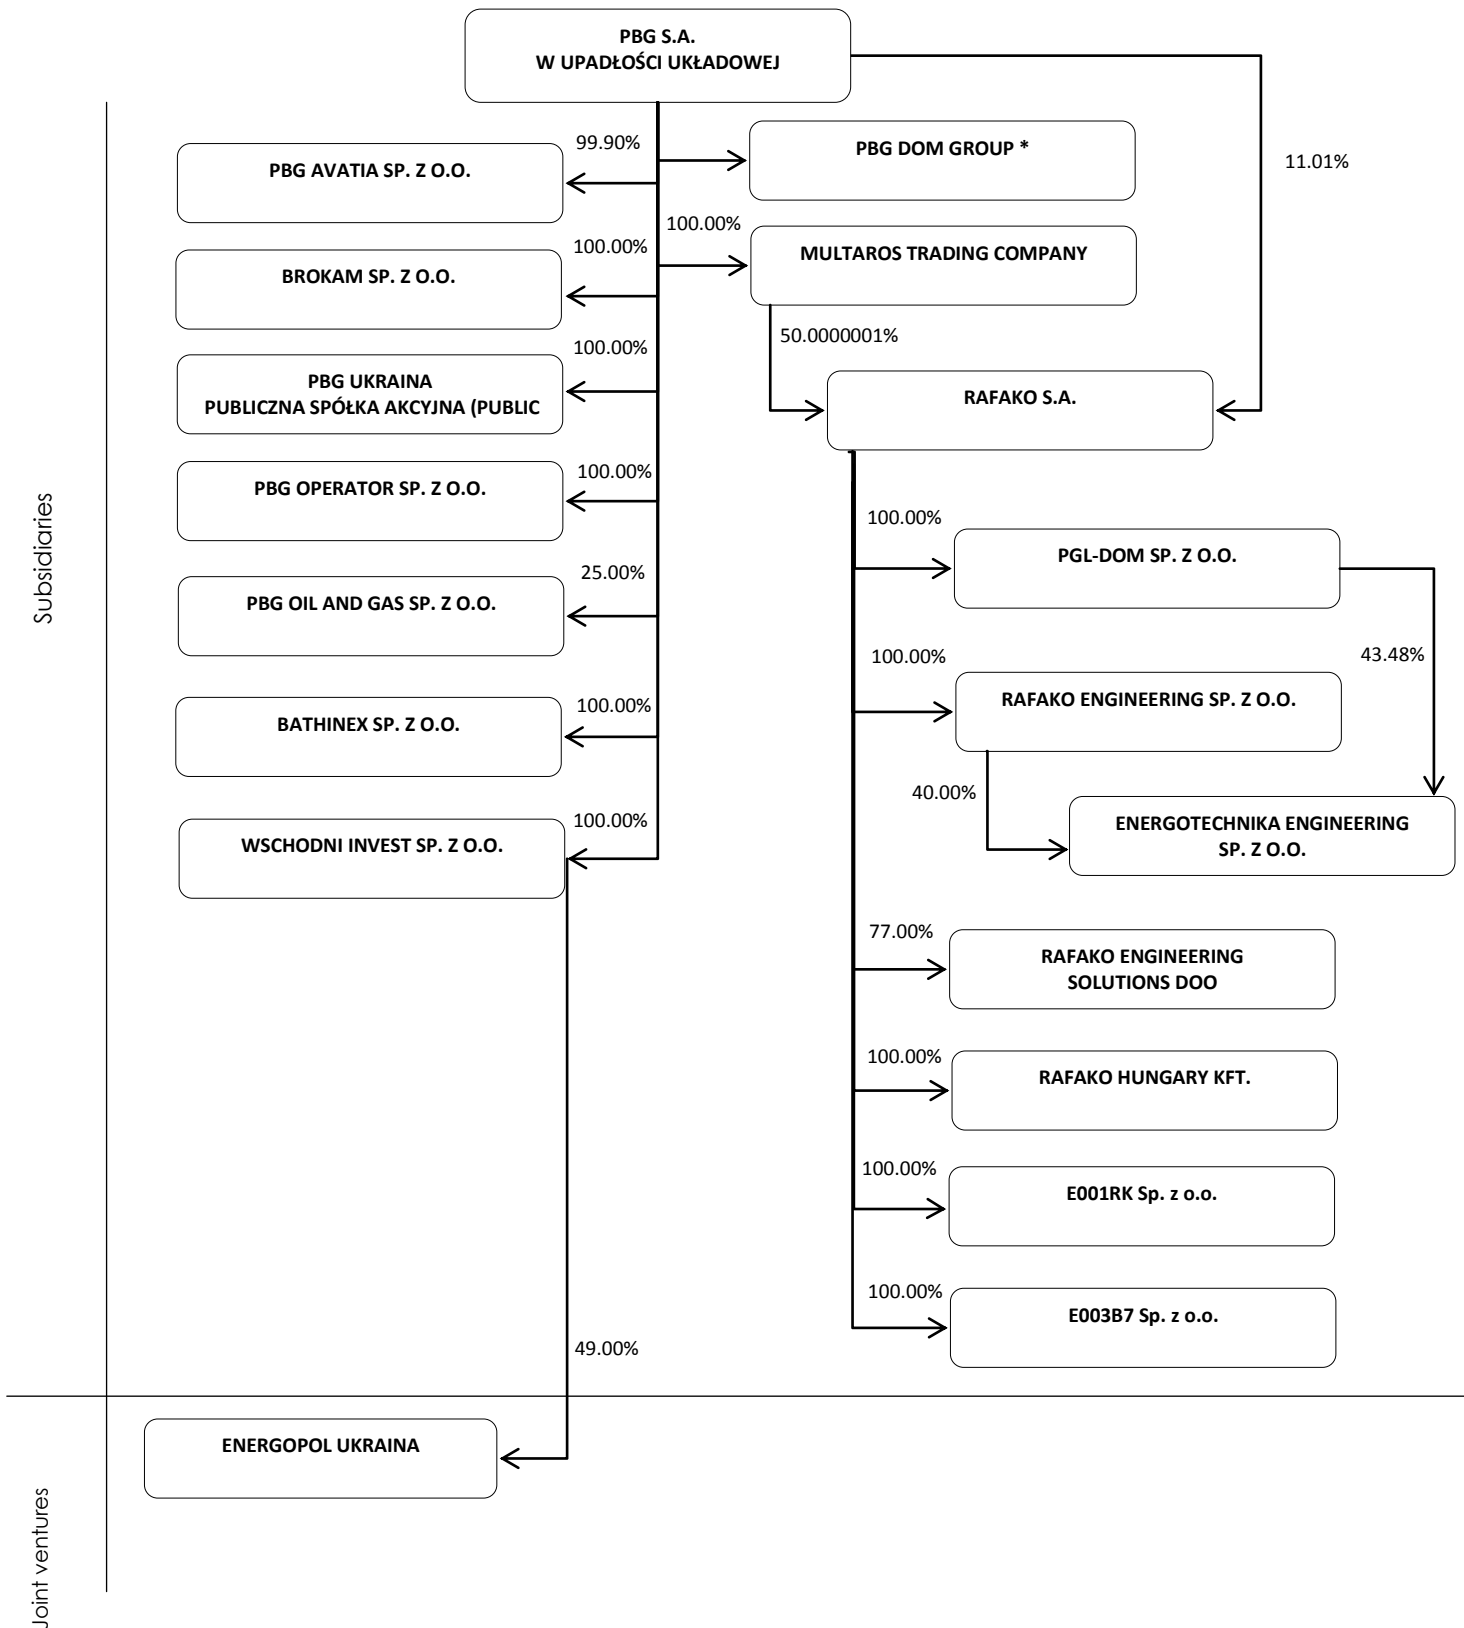 PBG S.A.
W UPADŁOŚCI UKŁADOWEJ
99.90%
PBG AVATIA SP. Z O.O.
PBG DOM GROUP *
11.01%
100.00%
MULTAROS TRADING COMPANY
100.00%
BROKAM SP. Z O.O.
50.0000001%
100.00%
PBG UKRAINA
PUBLICZNA SPÓŁKA AKCYJNA (PUBLIC
RAFAKO S.A.
100.00%
PBG OPERATOR SP. Z O.O.
100.00%
PGL-DOM SP. Z O.O.
Subsidiaries
25.00%
PBG OIL AND GAS SP. Z O.O.
100.00%
43.48%
RAFAKO ENGINEERING SP. Z O.O.
100.00%
BATHINEX SP. Z O.O.
40.00%
100.00%
WSCHODNI INVEST SP. Z O.O.
ENERGOTECHNIKA ENGINEERING
SP. Z O.O.
77.00%
RAFAKO ENGINEERING
SOLUTIONS DOO
100.00%
RAFAKO HUNGARY KFT.
100.00%
E001RK Sp. z o.o.
100.00%
E003B7 Sp. z o.o.
49.00%
ENERGOPOL UKRAINA
Joint ventures